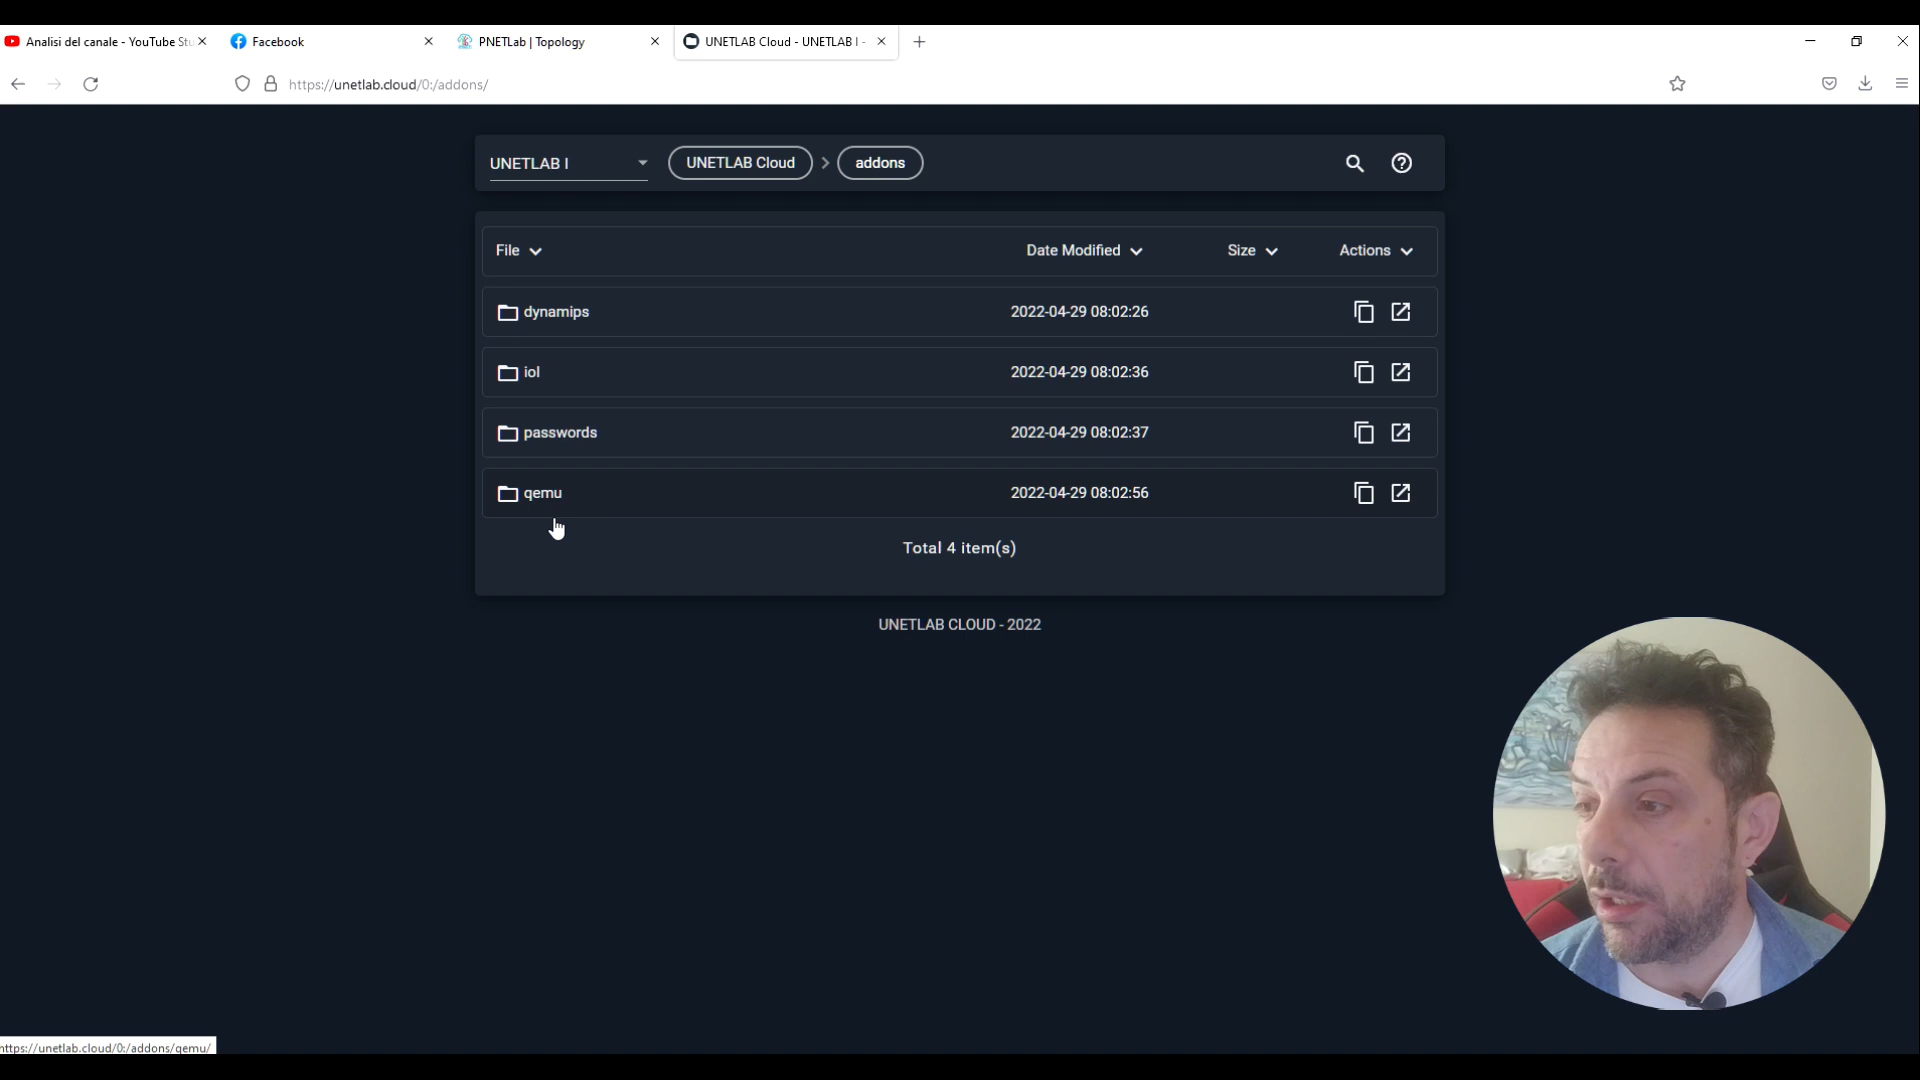 Analisi del canale - YouTube Stu
Facebook
PNETLab | Topology
UNETLAB Cloud - UNETLAB I -
https://unetlab.cloud/0:/addons/
UNETLAB I
UNETLAB Cloud
addons
File Date Modified Size Actions
dynamips 2022-04-29 08:02:26
iol 2022-04-29 08:02:36
passwords 2022-04-29 08:02:37
qemu 2022-04-29 08:02:56
Total 4 item(s)
UNETLAB CLOUD - 2022
https://unetlab.cloud/0:/addons/qemu/